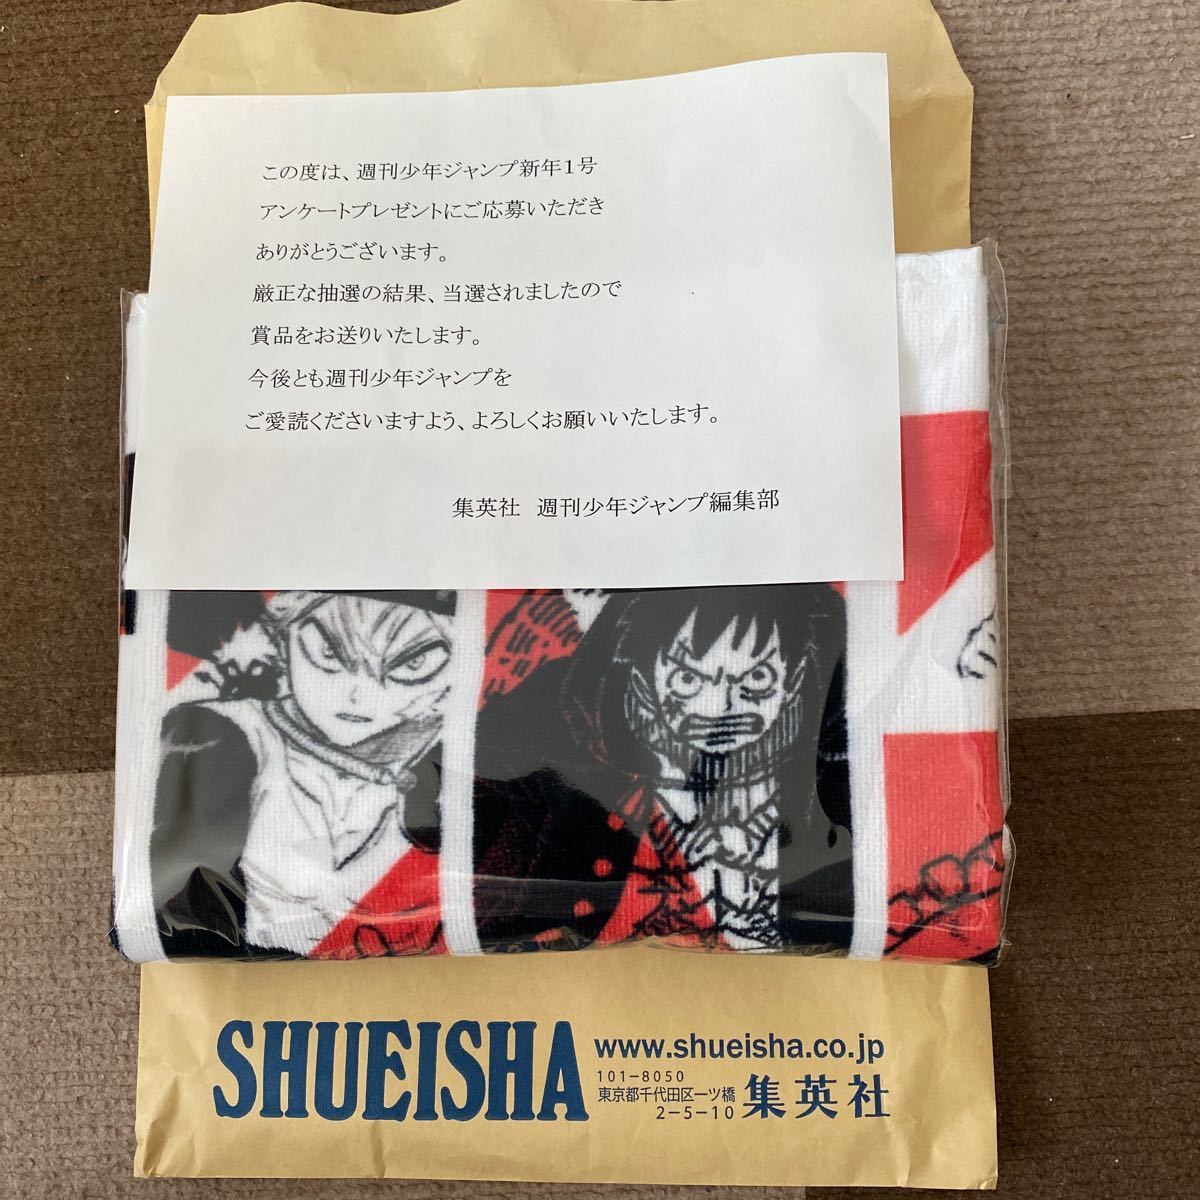 この度は、週刊少年ジャンプ新年１号
アンケートプレゼントにご応募いただき
ありがとうございます。
厳正な抽選の結果、当選されましたので
賞品をお送りいたします。
今後とも週刊少年ジャンプを
ご愛読くださいますよう、よろしくお願いいたします。
集英社　週刊少年ジャンプ編集部
SHUEISHA
www.shueisha.co.jp
101-8050
東京都千代田区一ツ橋
2-5-10
集英社